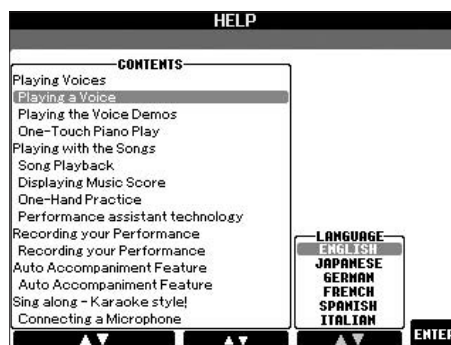 HELP
CONTENTS
Playing Voices
Playing a Voice
Playing the Voice Demos
One-Touch Piano Play
Playing with the Songs
Song Playback
Displaying Music Score
One-Hand Practice
Performance assistant technology
Recording your Performance
Recording your Performance
Auto Accompaniment Feature
Auto Accompaniment Feature
Sing along - Karaoke style!
Connecting a Microphone
LANGUAGE
ENGLISH
JAPANESE
GERMAN
FRENCH
SPANISH
ITALIAN
ENTER